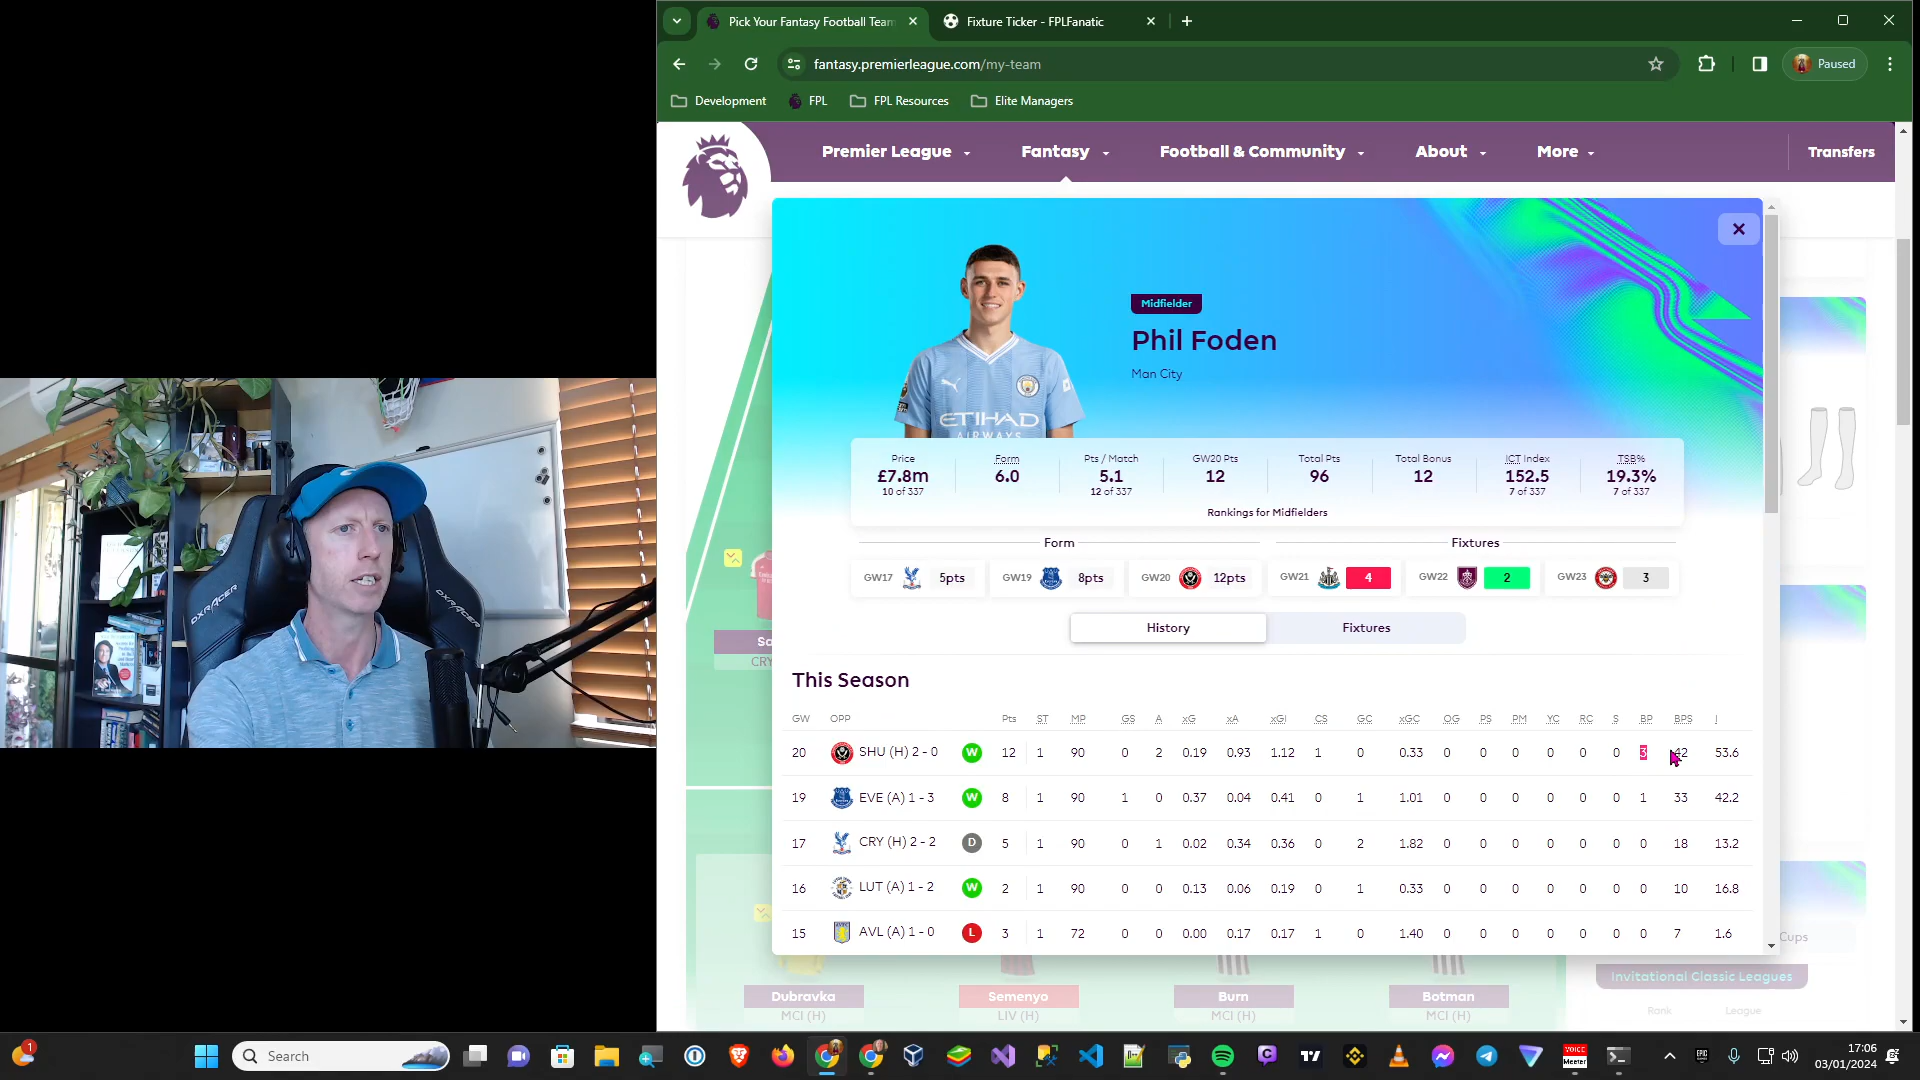 Pick Your Fantasy Football Team
Fixture Ticker - FPLFanatic
fantasy.premierleague.com/my-team
Paused
Development
FPL
FPL Resources
Elite Managers
Premier League
Fantasy
Football & Community
About
More
Transfers
Midfielder
Phil Foden
Man City
ETIHAD
AIRWAYS
Price Form Pts / Match GW20 Pts Total Pts Total Bonus ICT Index TSB%
£7.8m 6.0 5.1 12 96 12 152.5 19.3%
10 of 337 12 of 337 7 of 337 7 of 337
Rankings for Midfielders
Form Fixtures
GW17 5pts GW19 8pts GW20 12pts GW21 4 GW22 2 GW23 3
History Fixtures
This Season
GW OPP Pts ST MP GS A xG xA xGI CS GC xGC OG PS PM YC RC S BP BPS I
20 SHU (H) 2 - 0 W 12 1 90 0 2 0.19 0.93 1.12 1 0 0.33 0 0 0 0 0 0 3 42 53.6
19 EVE (A) 1 - 3 W 8 1 90 1 0 0.37 0.04 0.41 0 1 1.01 0 0 0 0 0 0 1 33 42.2
17 CRY (H) 2 - 2 D 5 1 90 0 1 0.02 0.34 0.36 0 2 1.82 0 0 0 0 0 0 0 18 13.2
16 LUT (A) 1 - 2 W 2 1 90 0 0 0.13 0.06 0.19 0 1 0.33 0 0 0 0 0 0 0 10 16.8
15 AVL (A) 1 - 0 L 3 1 72 0 0 0.00 0.17 0.17 1 0 1.40 0 0 0 0 0 0 0 7 1.6
CRY
Cups
Invitational Classic Leagues
Rank League
Dubravka Semenyo Burn Botman
MCI (H) LIV (H) MCI (H) MCI (H)
DXRACER
DXRACER
1
Search
17:06
03/01/2024